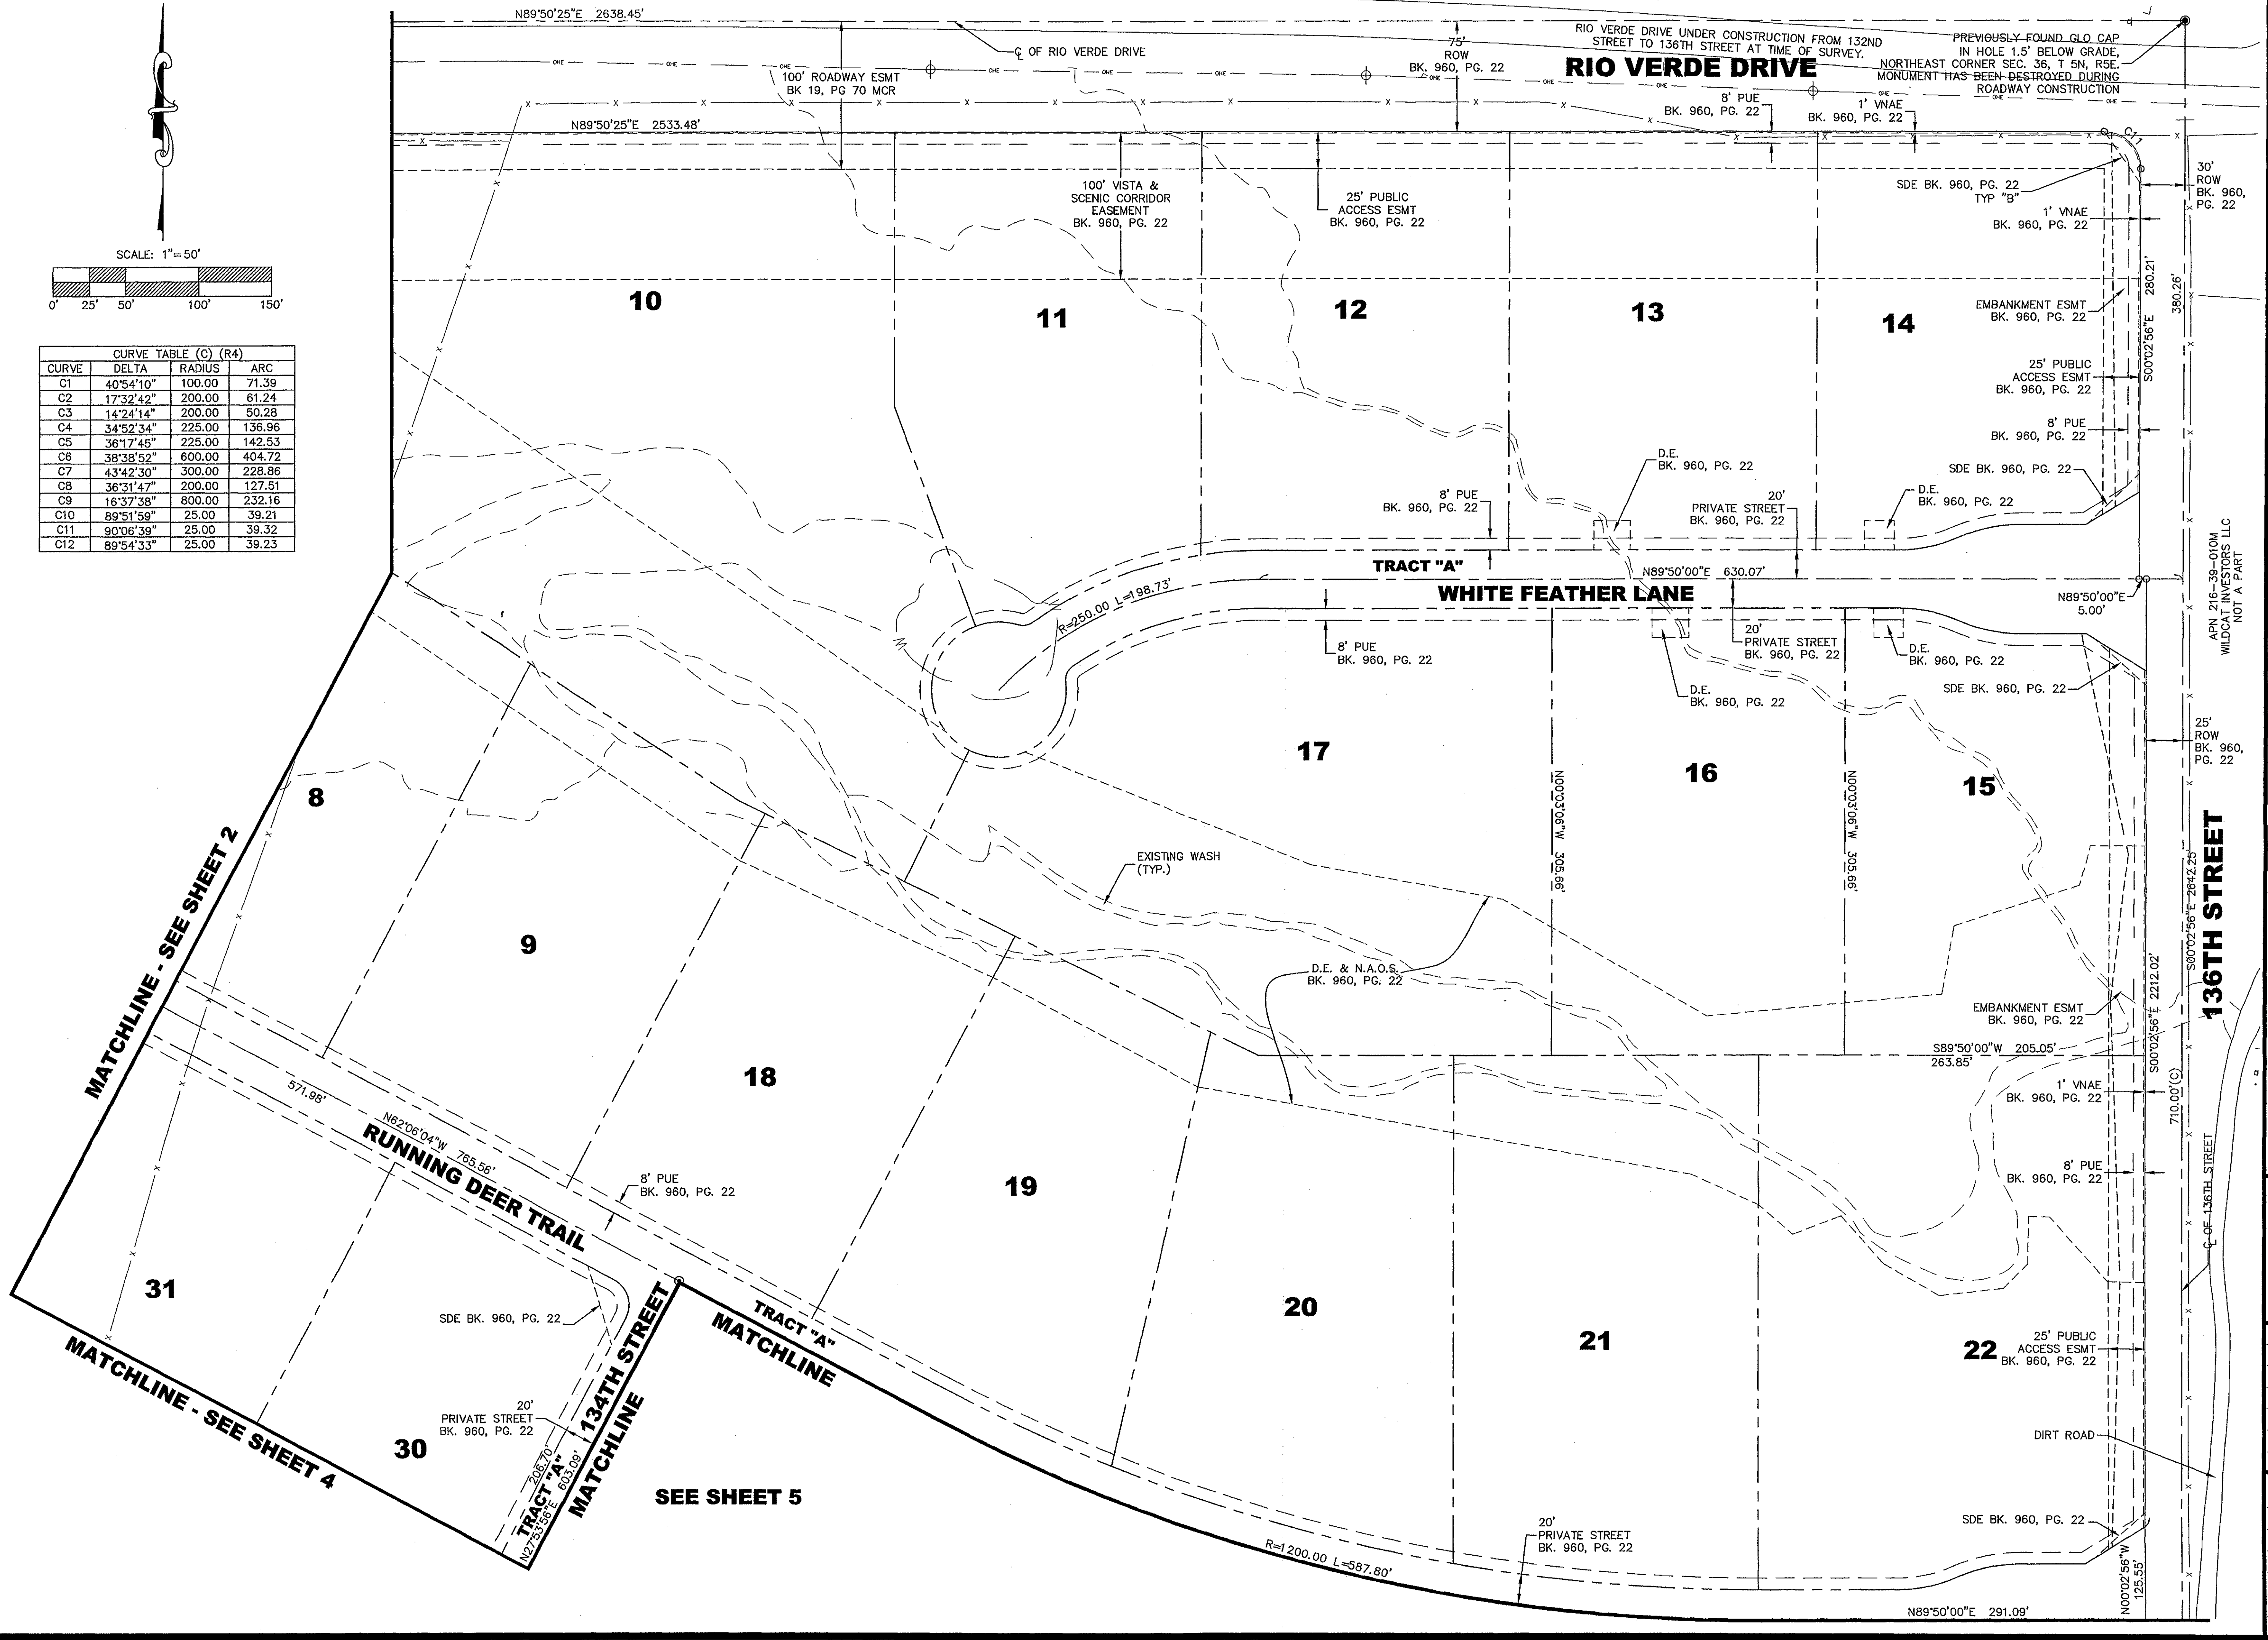 N89°50'25"E 2638.45'
℄ OF RIO VERDE DRIVE
100' ROADWAY ESMT
BK 19, PG 70 MCR
75'
ROW
BK. 960, PG. 22
RIO VERDE DRIVE UNDER CONSTRUCTION FROM 132ND
STREET TO 136TH STREET AT TIME OF SURVEY.
RIO VERDE DRIVE
PREVIOUSLY FOUND GLO CAP
IN HOLE 1.5' BELOW GRADE,
NORTHEAST CORNER SEC. 36, T 5N, R5E.
MONUMENT HAS BEEN DESTROYED DURING
ROADWAY CONSTRUCTION
OHE OHE OHE OHE OHE OHE OHE OHE OHE
N89°50'25"E 2533.48'
8' PUE
BK. 960, PG. 22
1' VNAE
BK. 960, PG. 22
C11
SCALE: 1"=50'
0' 25' 50' 100' 150'
CURVE TABLE (C) (R4)
CURVE DELTA RADIUS ARC
C1 40°54'10" 100.00 71.39
C2 17°32'42" 200.00 61.24
C3 14°24'14" 200.00 50.28
C4 34°52'34" 225.00 136.96
C5 36°17'45" 225.00 142.53
C6 38°38'52" 600.00 404.72
C7 43°42'30" 300.00 228.86
C8 36°31'47" 200.00 127.51
C9 16°37'38" 800.00 232.16
C10 89°51'59" 25.00 39.21
C11 90°06'39" 25.00 39.32
C12 89°54'33" 25.00 39.23
100' VISTA &
SCENIC CORRIDOR
EASEMENT
BK. 960, PG. 22
25' PUBLIC
ACCESS ESMT
BK. 960, PG. 22
SDE BK. 960, PG. 22
TYP "B"
1' VNAE
BK. 960, PG. 22
30'
ROW
BK. 960,
PG. 22
10
11
12
13
14
EMBANKMENT ESMT
BK. 960, PG. 22
S00°02'56"E 280.21'
380.26'
25' PUBLIC
ACCESS ESMT
BK. 960, PG. 22
8' PUE
BK. 960, PG. 22
SDE BK. 960, PG. 22
D.E.
BK. 960, PG. 22
D.E.
BK. 960, PG. 22
8' PUE
BK. 960, PG. 22
20'
PRIVATE STREET
BK. 960, PG. 22
TRACT "A"
N89°50'00"E 630.07'
WHITE FEATHER LANE
R=250.00 L=198.73'
N89°50'00"E
5.00'
APN 216-39-010M
WILDCAT INVESTORS LLC
NOT A PART
8' PUE
BK. 960, PG. 22
20'
PRIVATE STREET
BK. 960, PG. 22
D.E.
BK. 960, PG. 22
D.E.
BK. 960, PG. 22
SDE BK. 960, PG. 22
25'
ROW
BK. 960,
PG. 22
17
16
15
8
N00°03'06"W 305.66'
N00°03'06"W 305.66'
EXISTING WASH
(TYP.)
136TH STREET
S00°02'56"E 2642.25'
MATCHLINE - SEE SHEET 2
9
D.E. & N.A.O.S.
BK. 960, PG. 22
EMBANKMENT ESMT
BK. 960, PG. 22
S00°02'56"E 2212.02'
S89°50'00"W 205.05'
263.85'
18
1' VNAE
BK. 960, PG. 22
710.00'(C)
571.98'
N62°06'04"W 765.56'
RUNNING DEER TRAIL
8' PUE
BK. 960, PG. 22
19
8' PUE
BK. 960, PG. 22
℄ OF 136TH STREET
31
SDE BK. 960, PG. 22
20
21
22
25' PUBLIC
ACCESS ESMT
BK. 960, PG. 22
TRACT "A"
MATCHLINE
134TH STREET
MATCHLINE
MATCHLINE - SEE SHEET 4
20'
PRIVATE STREET
BK. 960, PG. 22
30
206.70'
TRACT "A"
N27°53'56"E 603.09'
SEE SHEET 5
DIRT ROAD
SDE BK. 960, PG. 22
20'
PRIVATE STREET
BK. 960, PG. 22
R=1200.00 L=587.80'
N00°02'56"W
125.55'
N89°50'00"E 291.09'